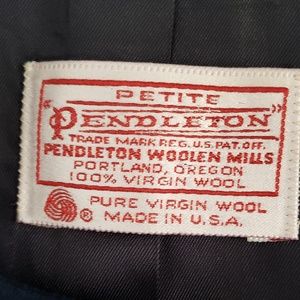 PETITE
"PENDLETON"
TRADE MARK REG. U.S. PAT. OFF.
PENDLETON WOOLEN MILLS
PORTLAND, OREGON
100% VIRGIN WOOL
® PURE VIRGIN WOOL
MADE IN U.S.A.